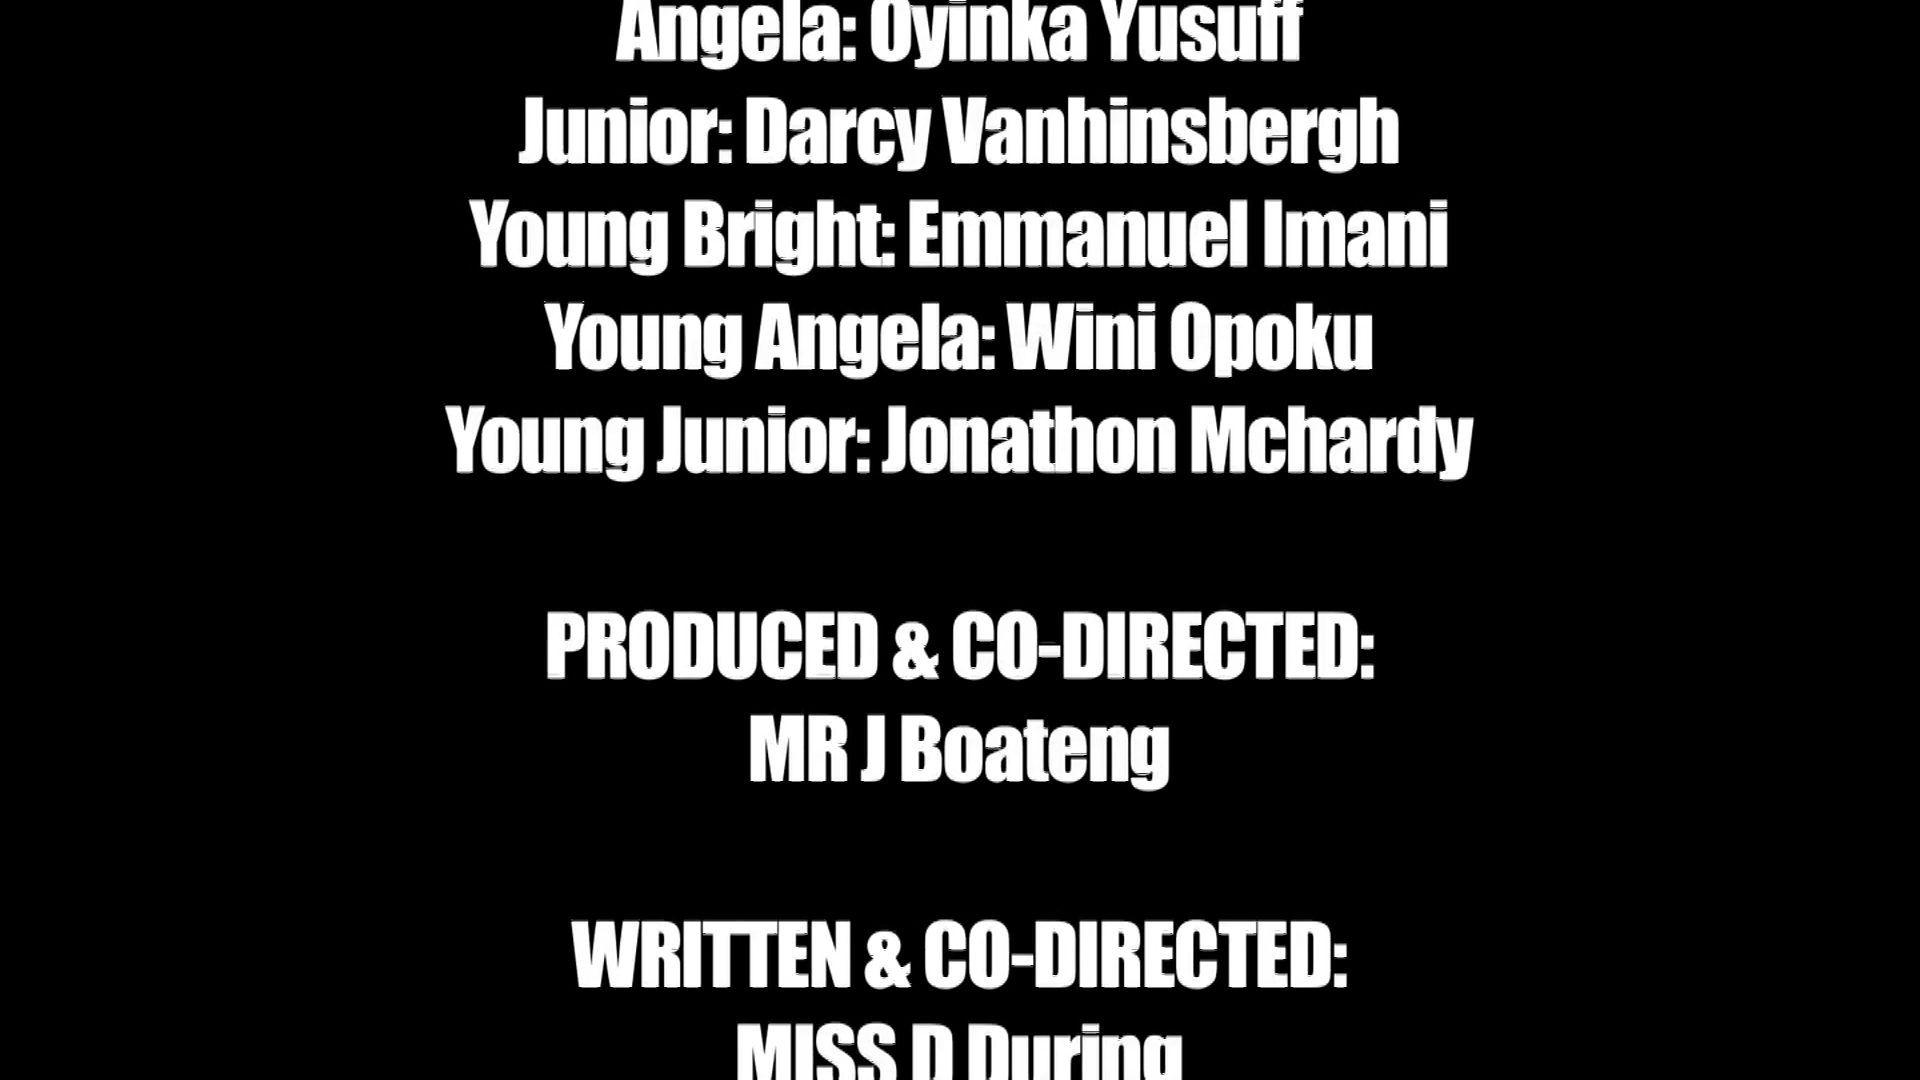 Angela: Oyinka Yusuff
Junior: Darcy Vanhinsbergh
Young Bright: Emmanuel Imani
Young Angela: Wini Opoku
Young Junior: Jonathon Mchardy
PRODUCED & CO-DIRECTED:
MR J Boateng
WRITTEN & CO-DIRECTED:
MISS D During